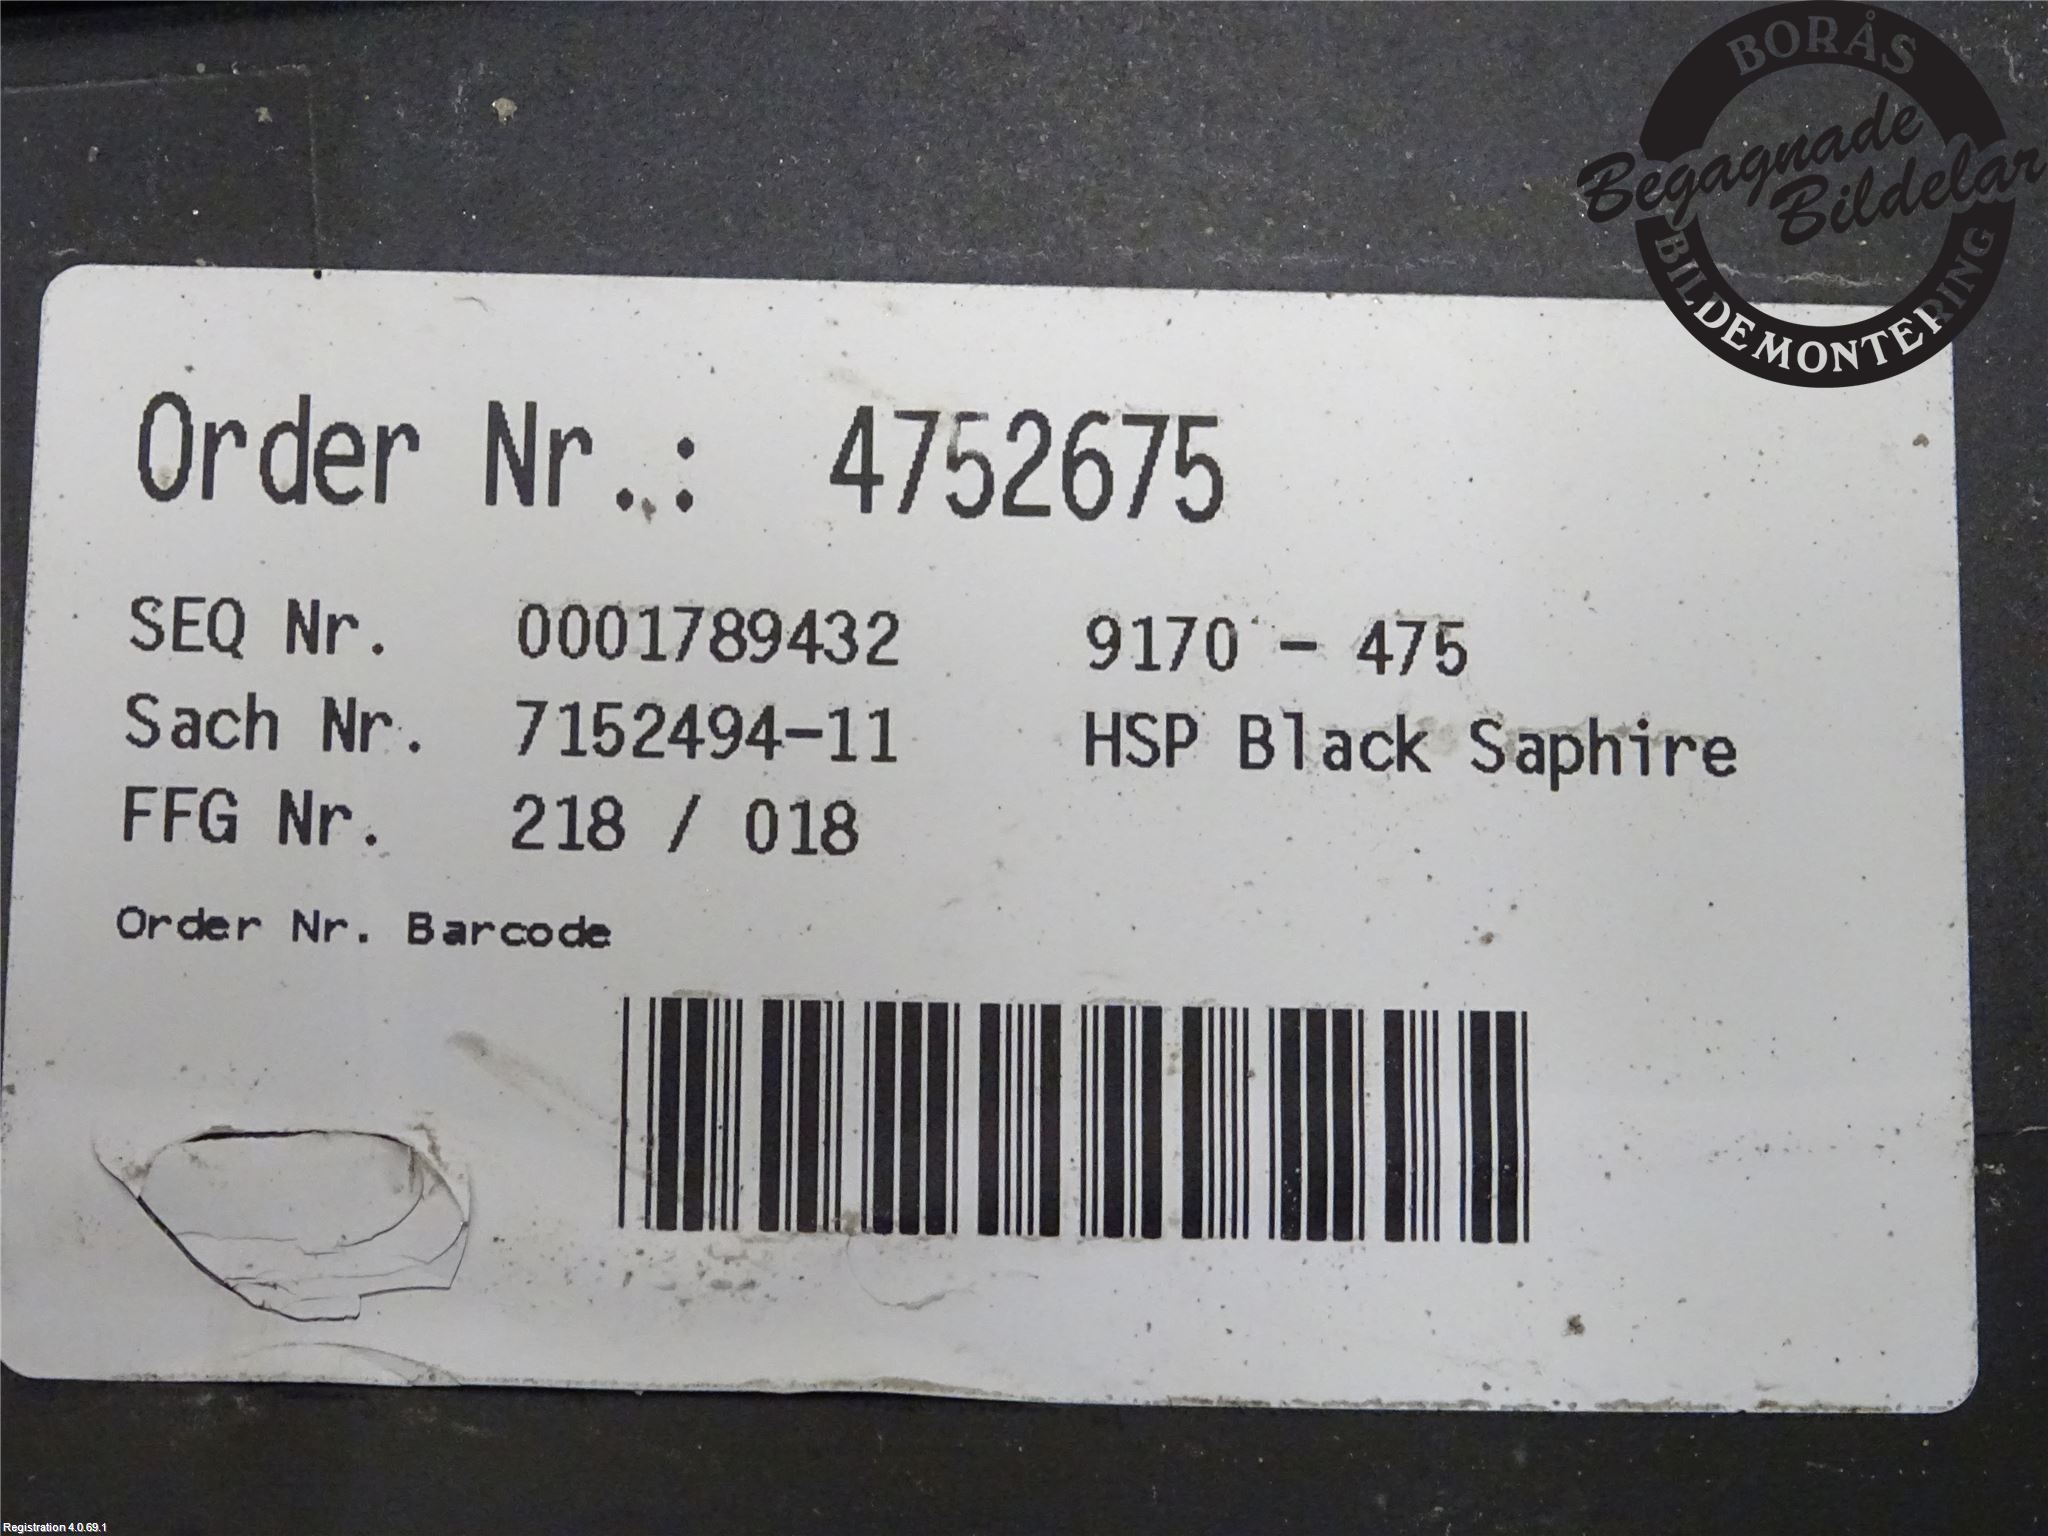 BORÅS
Begagnade
Bildelar
BILDEMONTERING
Order Nr.: 4752675
SEQ Nr. 0001789432 9170 - 475
Sach Nr. 7152494-11 HSP Black Saphire
FFG Nr. 218 / 018
Order Nr. Barcode
Registration 4.0.69.1